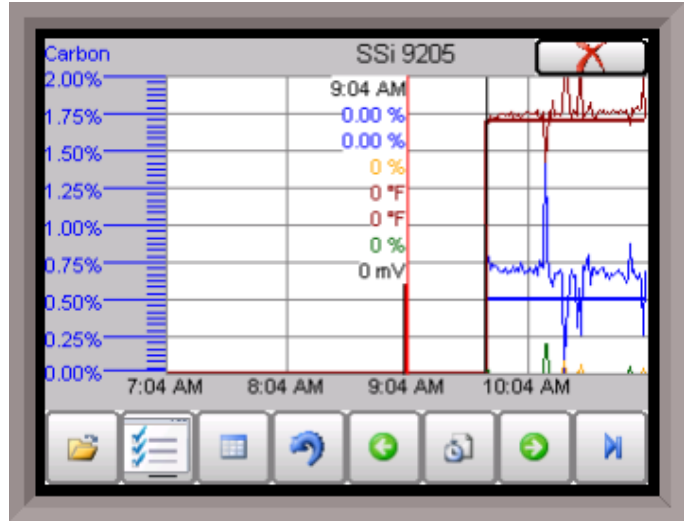 Carbon
SSi 9205
2.00%
1.75%
1.50%
1.25%
1.00%
0.75%
0.50%
0.25%
0.00%
9:04 AM
0.00 %
0.00 %
0 %
0 °F
0 °F
0 %
0 mV
7:04 AM 8:04 AM 9:04 AM 10:04 AM